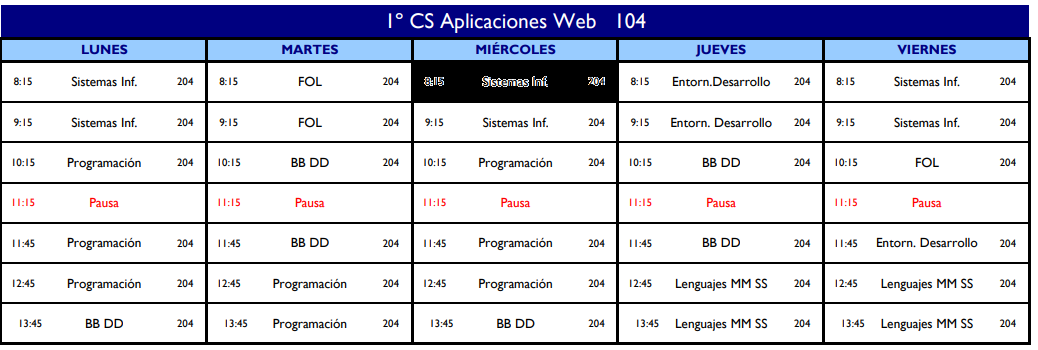 1º CS Aplicaciones Web 104
LUNES MARTES MIÉRCOLES JUEVES VIERNES
8:15 Sistemas Inf. 204 8:15 FOL 204 8:15 Sistemas Inf. 204 8:15 Entorn.Desarrollo 204 8:15 Sistemas Inf. 204
9:15 Sistemas Inf. 204 9:15 FOL 204 9:15 Sistemas Inf. 204 9:15 Entorn. Desarrollo 204 9:15 Sistemas Inf. 204
10:15 Programación 204 10:15 BB DD 204 10:15 Programación 204 10:15 BB DD 204 10:15 FOL 204
11:15 Pausa 11:15 Pausa 11:15 Pausa 11:15 Pausa 11:15 Pausa
11:45 Programación 204 11:45 BB DD 204 11:45 Programación 204 11:45 BB DD 204 11:45 Entorn. Desarrollo 204
12:45 Programación 204 12:45 Programación 204 12:45 Programación 204 12:45 Lenguajes MM SS 204 12:45 Lenguajes MM SS 204
13:45 BB DD 204 13:45 Programación 204 13:45 BB DD 204 13:45 Lenguajes MM SS 204 13:45 Lenguajes MM SS 204